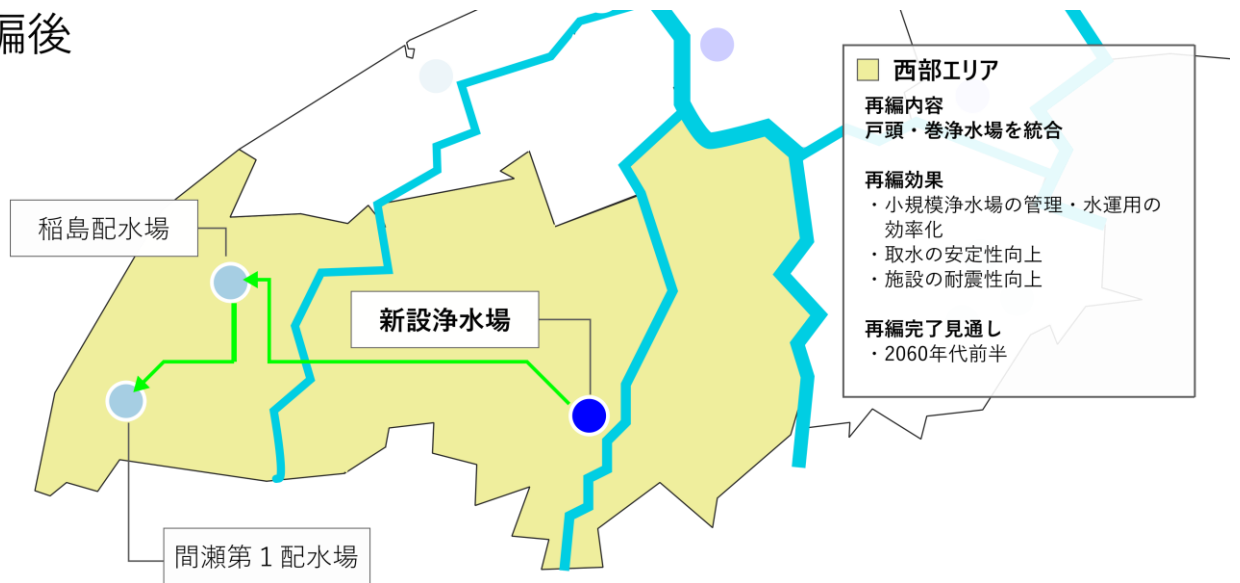 編後
稲島配水場
新設浄水場
間瀬第1配水場
西部エリア
再編内容
戸頭・巻浄水場を統合
再編効果
・小規模浄水場の管理・水運用の
効率化
・取水の安定性向上
・施設の耐震性向上
再編完了見通し
・2060年代前半